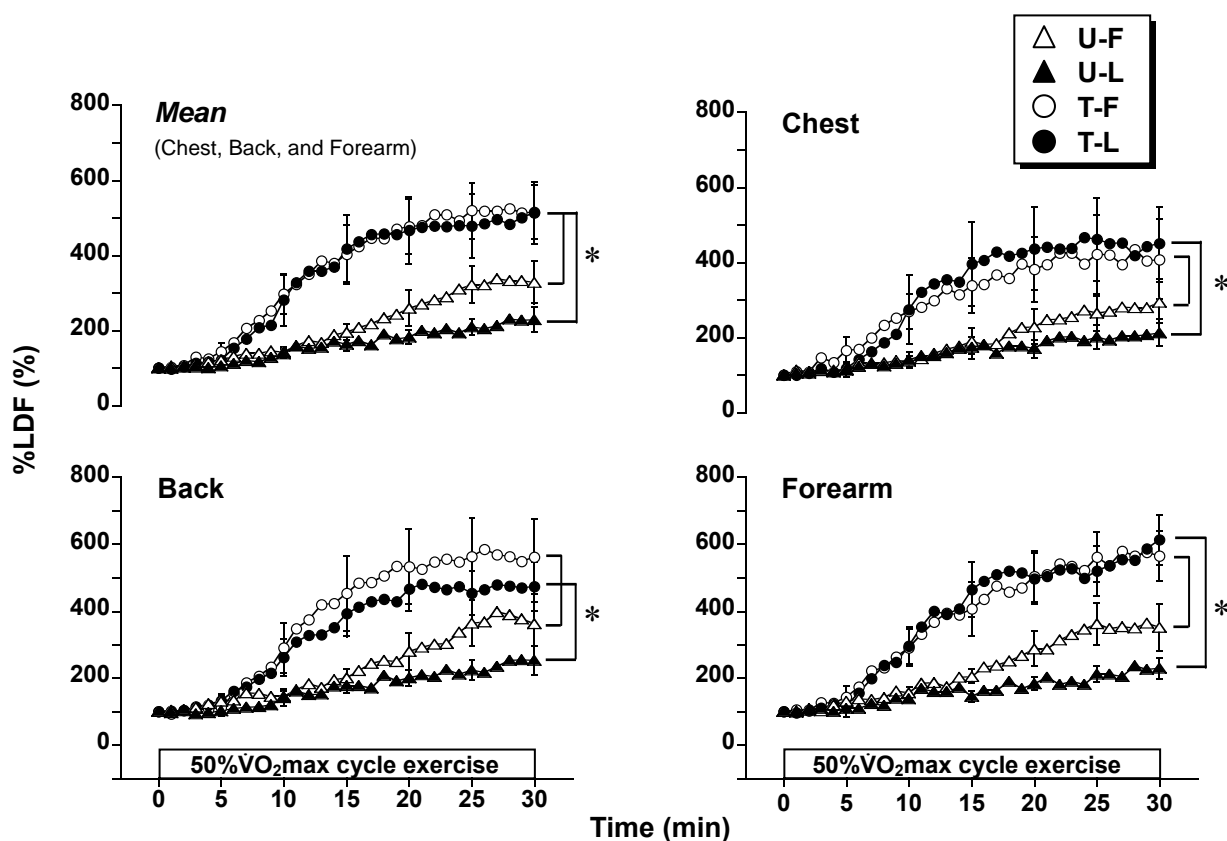 U-F
U-L
T-F
T-L
%LDF (%)
Mean
(Chest, Back, and Forearm)
800
600
400
200
0
*
Chest
800
600
400
200
0
*
Back
800
600
400
200
0
*
50%V̇O₂max cycle exercise
0 5 10 15 20 25 30
Forearm
800
600
400
200
0
*
50%V̇O₂max cycle exercise
0 5 10 15 20 25 30
Time (min)